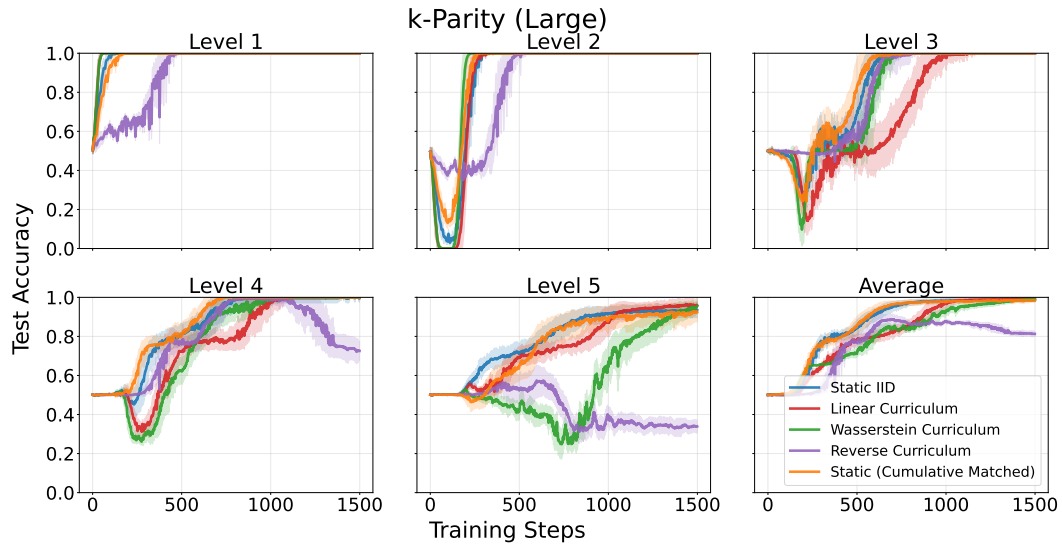 k-Parity (Large)
Level 1
Level 2
Level 3
1.0
0.8
0.6
0.4
0.2
0.0
Test Accuracy
Level 4
Level 5
Average
1.0
0.8
0.6
0.4
0.2
0.0
Static IID
Linear Curriculum
Wasserstein Curriculum
Reverse Curriculum
Static (Cumulative Matched)
0 500 1000 1500
0 500 1000 1500
0 500 1000 1500
Training Steps